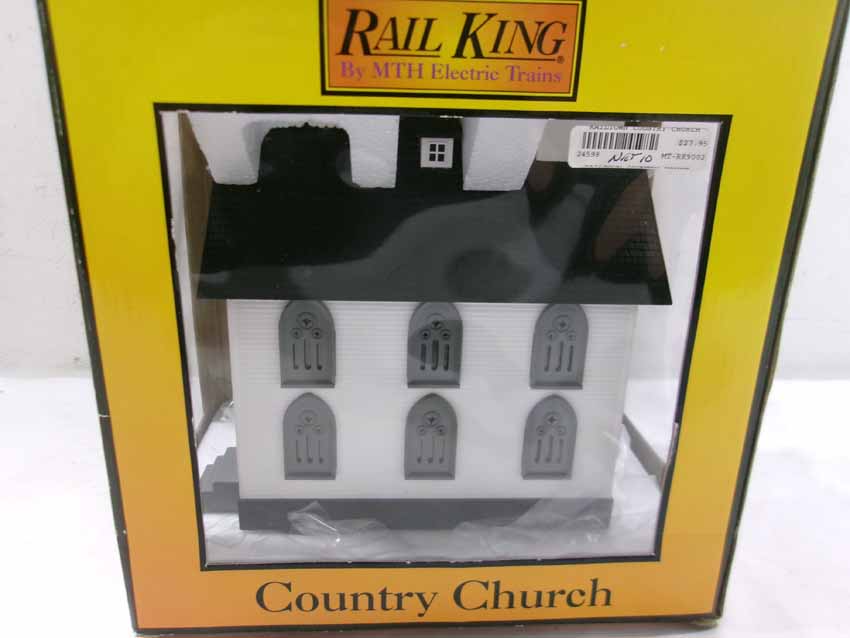 RAIL KING®
By MTH Electric Trains
RAILTOWN COUNTRY CHURCH
$27.95
24598 NET 10 MT-RK9002
Country Church